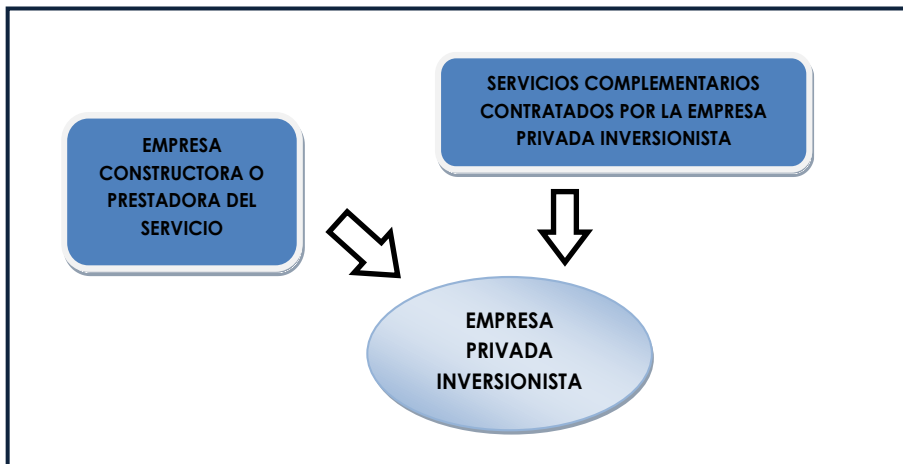 SERVICIOS COMPLEMENTARIOS
CONTRATADOS POR LA EMPRESA
PRIVADA INVERSIONISTA
EMPRESA
CONSTRUCTORA O
PRESTADORA DEL
SERVICIO
EMPRESA
PRIVADA
INVERSIONISTA